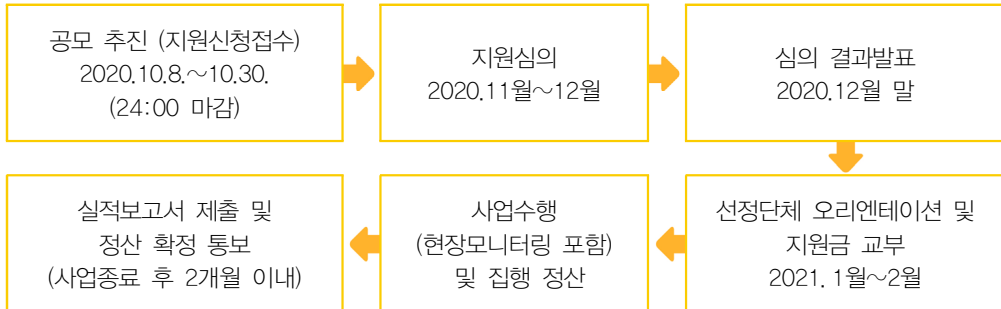 공모 추진 (지원신청접수)
2020.10.8.~10.30.
(24:00 마감)
지원심의
2020.11월~12월
심의 결과발표
2020.12월 말
선정단체 오리엔테이션 및
지원금 교부
2021. 1월~2월
사업수행
(현장모니터링 포함)
및 집행 정산
실적보고서 제출 및
정산 확정 통보
(사업종료 후 2개월 이내)